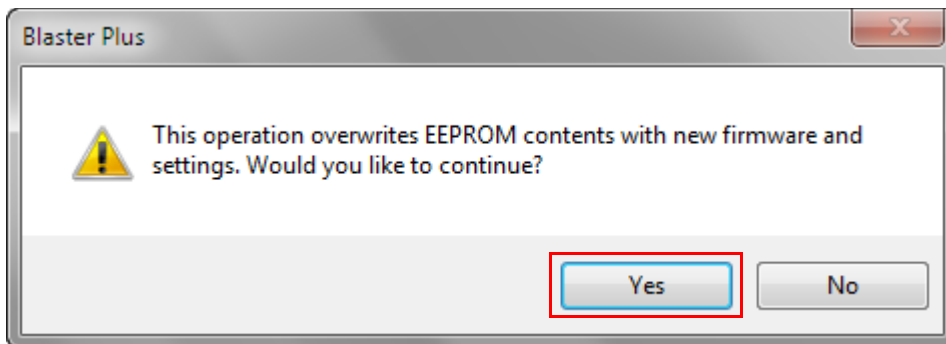 Blaster Plus
This operation overwrites EEPROM contents with new firmware and
settings. Would you like to continue?
Yes
No